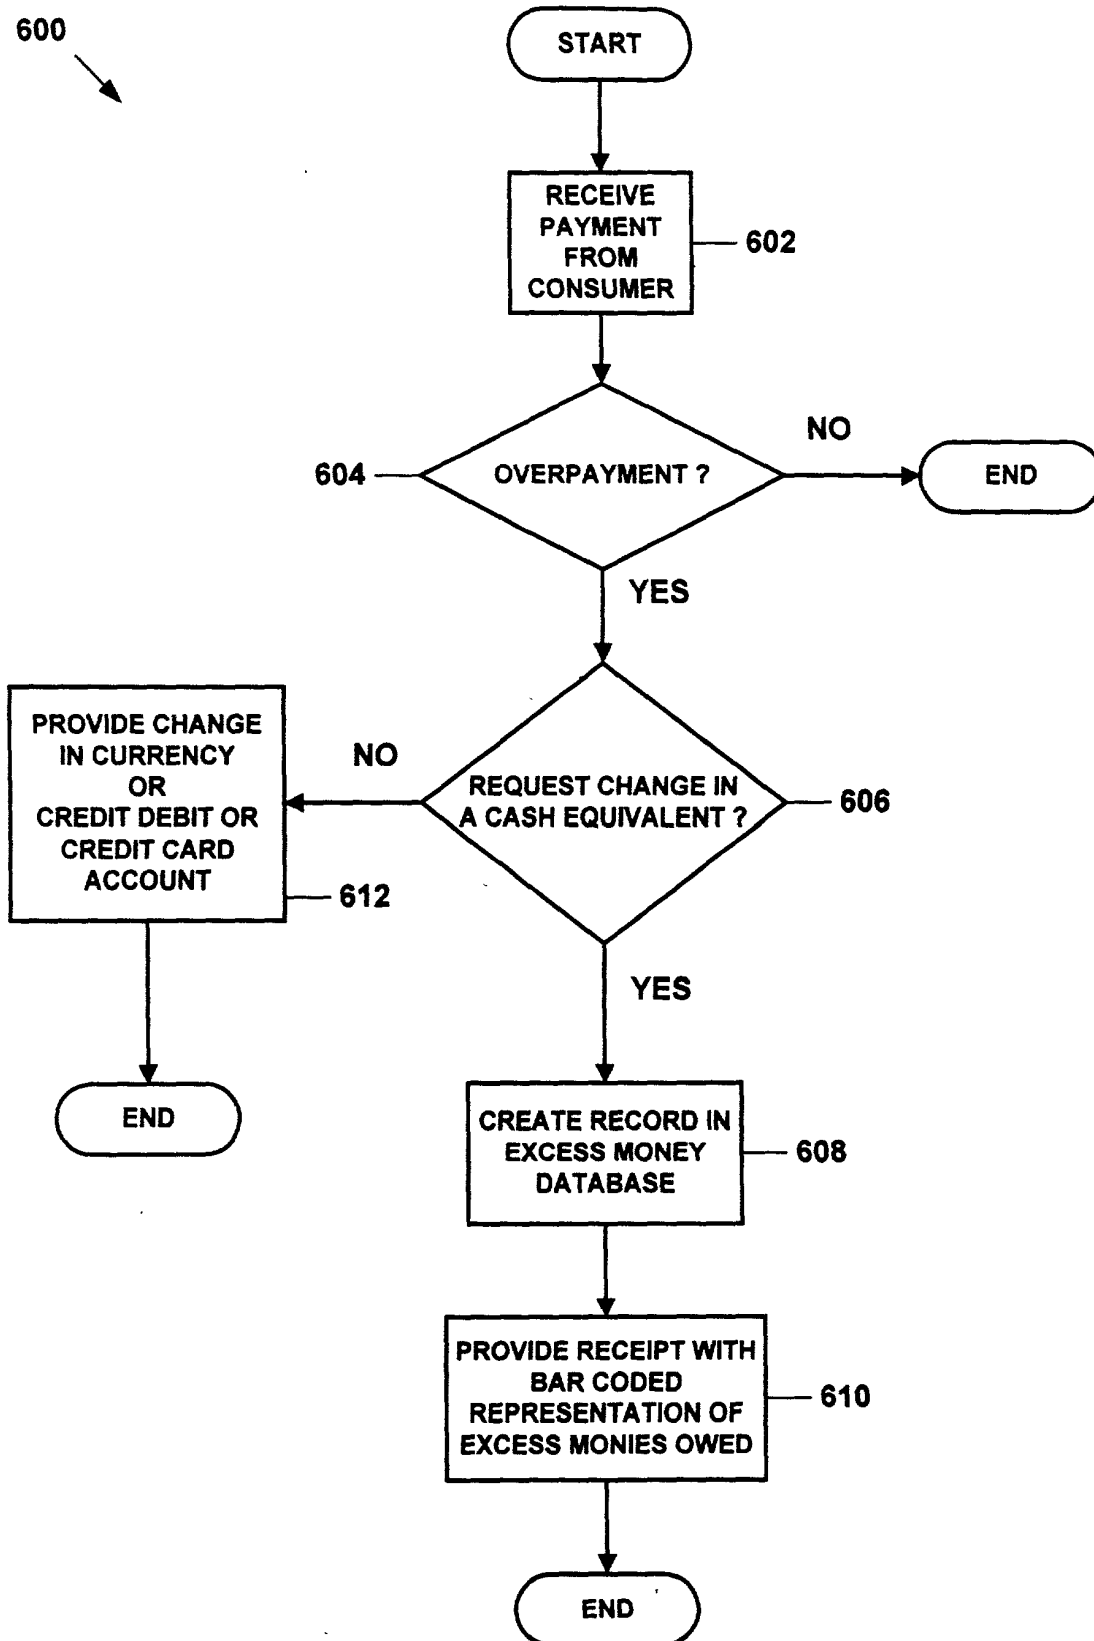 600
START
RECEIVE
PAYMENT
FROM
CONSUMER
602
604
OVERPAYMENT ?
NO
END
YES
PROVIDE CHANGE
IN CURRENCY
OR
CREDIT DEBIT OR
CREDIT CARD
ACCOUNT
612
NO
REQUEST CHANGE IN
A CASH EQUIVALENT ?
606
YES
END
CREATE RECORD IN
EXCESS MONEY
DATABASE
608
PROVIDE RECEIPT WITH
BAR CODED
REPRESENTATION OF
EXCESS MONIES OWED
610
END